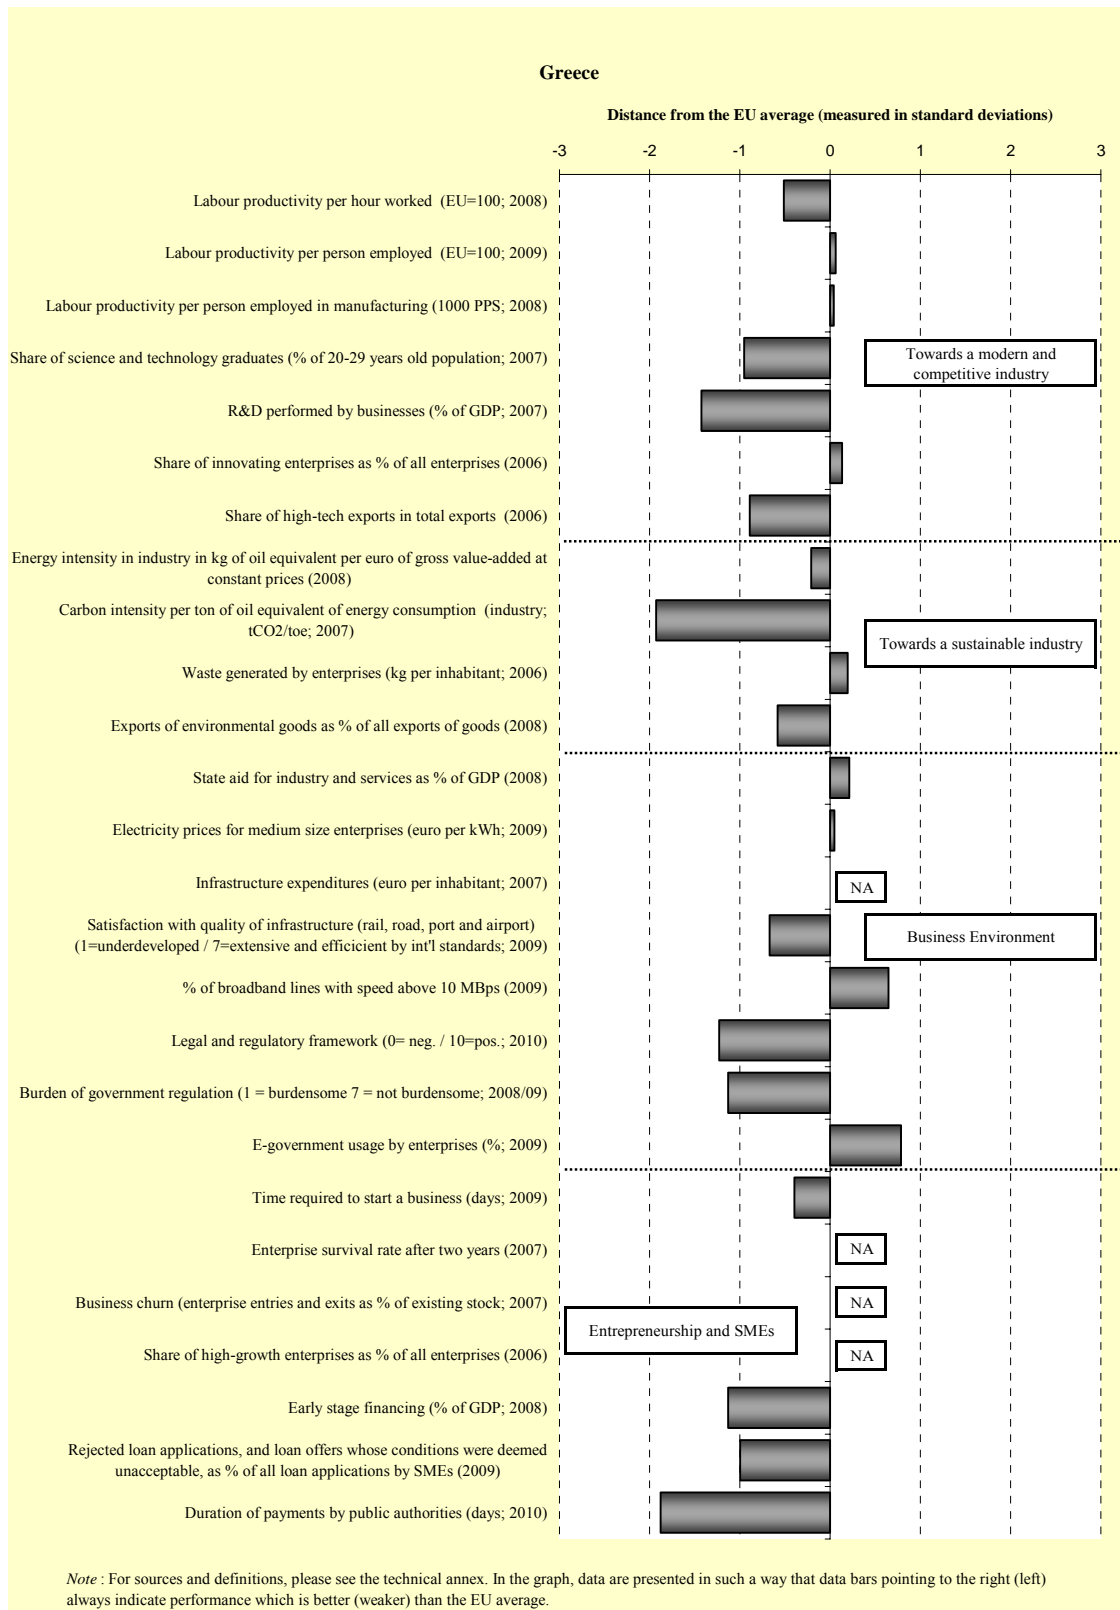 Greece
Distance from the EU average (measured in standard deviations)
-3 -2 -1 0 1 2 3
Labour productivity per hour worked (EU=100; 2008)
Labour productivity per person employed (EU=100; 2009)
Labour productivity per person employed in manufacturing (1000 PPS; 2008)
Share of science and technology graduates (% of 20-29 years old population; 2007)
Towards a modern and
competitive industry
R&D performed by businesses (% of GDP; 2007)
Share of innovating enterprises as % of all enterprises (2006)
Share of high-tech exports in total exports (2006)
Energy intensity in industry in kg of oil equivalent per euro of gross value-added at
constant prices (2008)
Carbon intensity per ton of oil equivalent of energy consumption (industry;
tCO2/toe; 2007)
Towards a sustainable industry
Waste generated by enterprises (kg per inhabitant; 2006)
Exports of environmental goods as % of all exports of goods (2008)
State aid for industry and services as % of GDP (2008)
Electricity prices for medium size enterprises (euro per kWh; 2009)
Infrastructure expenditures (euro per inhabitant; 2007)
NA
Satisfaction with quality of infrastructure (rail, road, port and airport)
(1=underdeveloped / 7=extensive and efficicient by int'l standards; 2009)
Business Environment
% of broadband lines with speed above 10 MBps (2009)
Legal and regulatory framework (0= neg. / 10=pos.; 2010)
Burden of government regulation (1 = burdensome 7 = not burdensome; 2008/09)
E-government usage by enterprises (%; 2009)
Time required to start a business (days; 2009)
Enterprise survival rate after two years (2007)
NA
Business churn (enterprise entries and exits as % of existing stock; 2007)
NA
Entrepreneurship and SMEs
Share of high-growth enterprises as % of all enterprises (2006)
NA
Early stage financing (% of GDP; 2008)
Rejected loan applications, and loan offers whose conditions were deemed
unacceptable, as % of all loan applications by SMEs (2009)
Duration of payments by public authorities (days; 2010)
Note : For sources and definitions, please see the technical annex. In the graph, data are presented in such a way that data bars pointing to the right (left)
always indicate performance which is better (weaker) than the EU average.